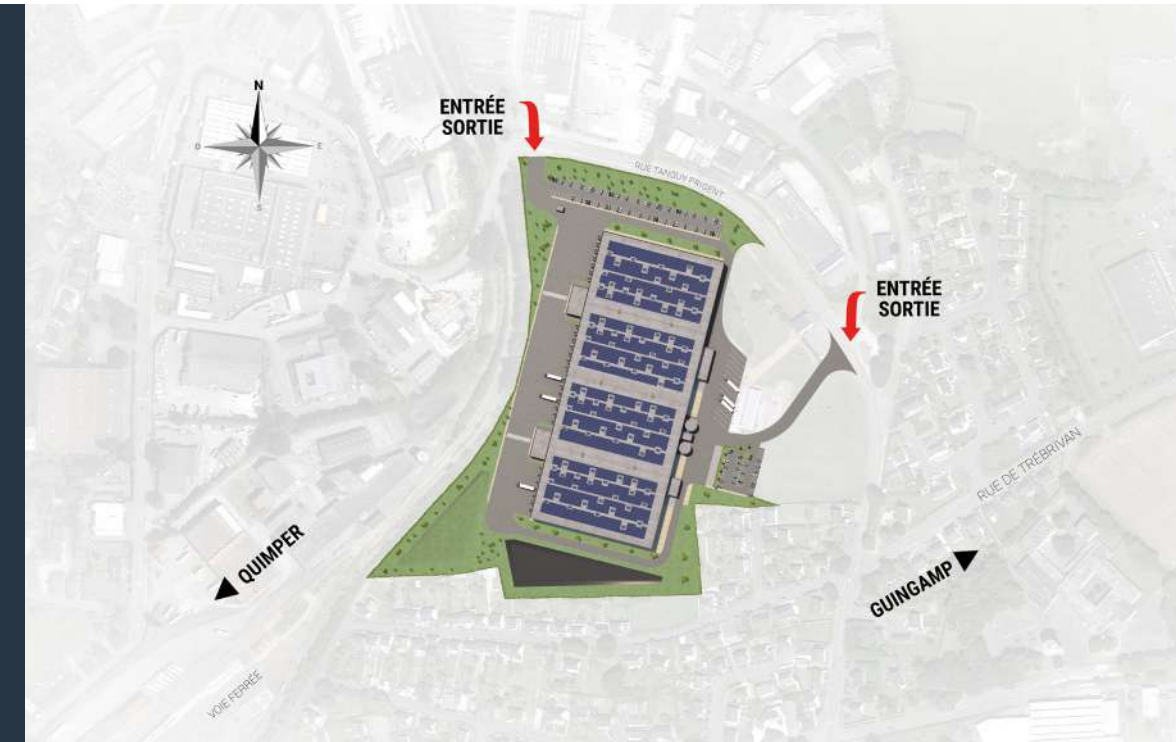 N
O
E
S
ENTRÉE
SORTIE
RUE TANGUY PRIGENT
ENTRÉE
SORTIE
RUE DE TRÉBRIVAN
QUIMPER
GUINGAMP
VOIE FERRÉE